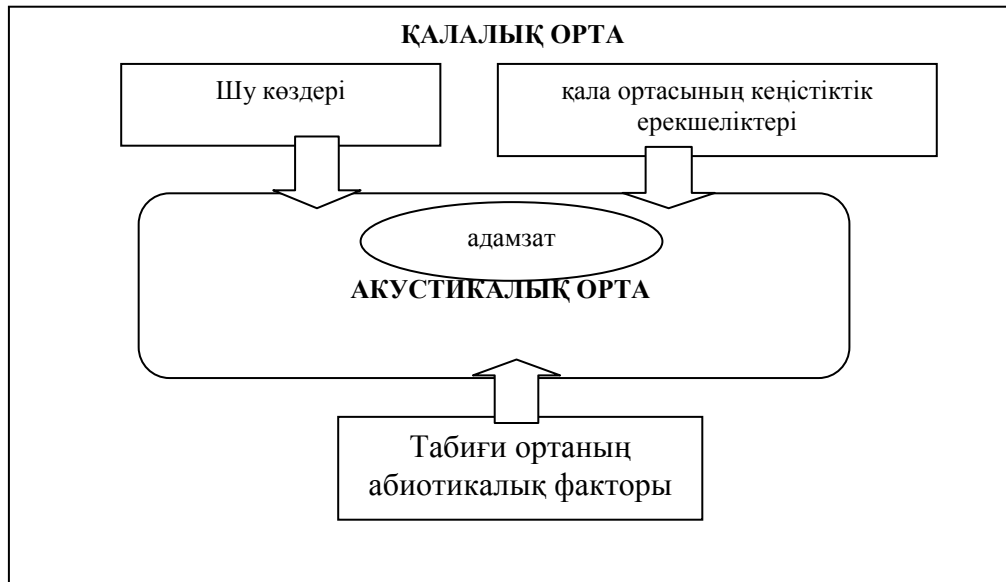 ҚАЛАЛЫҚ ОРТА
Шу көздері
қала ортасының кеңістіктік
ерекшеліктері
адамзат
АКУСТИКАЛЫҚ ОРТА
Табиғи ортаның
абиотикалық факторы